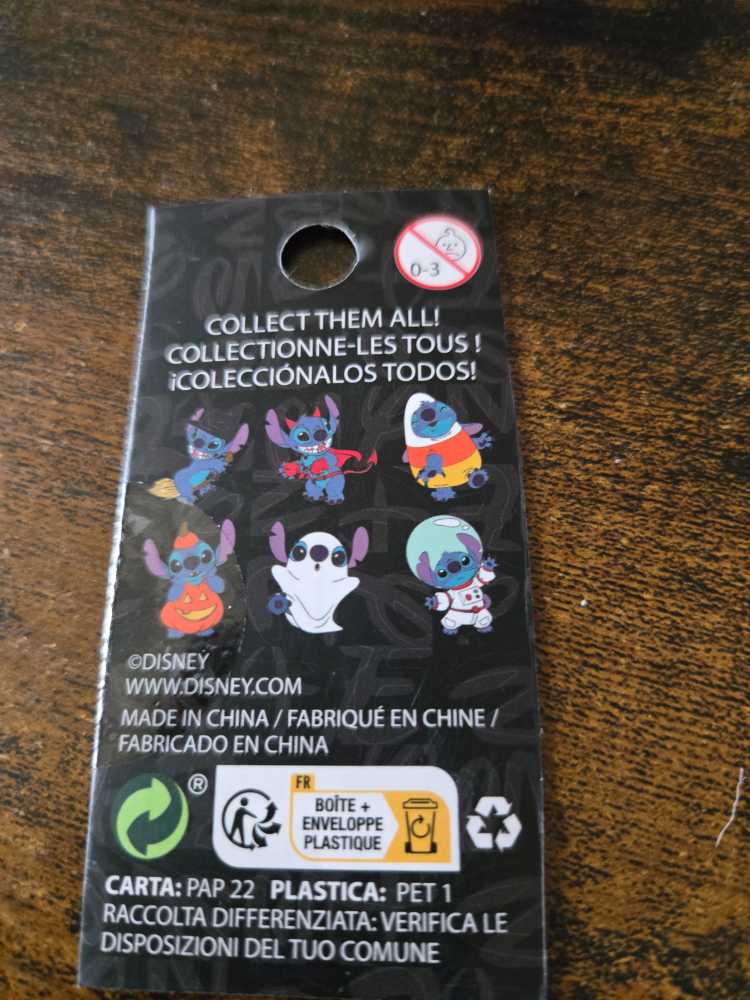 0-3
COLLECT THEM ALL!
COLLECTIONNE-LES TOUS !
¡COLECCIÓNALOS TODOS!
©DISNEY
WWW.DISNEY.COM
MADE IN CHINA / FABRIQUÉ EN CHINE /
FABRICADO EN CHINA
®
FR
BOÎTE +
ENVELOPPE
PLASTIQUE
CARTA: PAP 22 PLASTICA: PET 1
RACCOLTA DIFFERENZIATA: VERIFICA LE
DISPOSIZIONI DEL TUO COMUNE